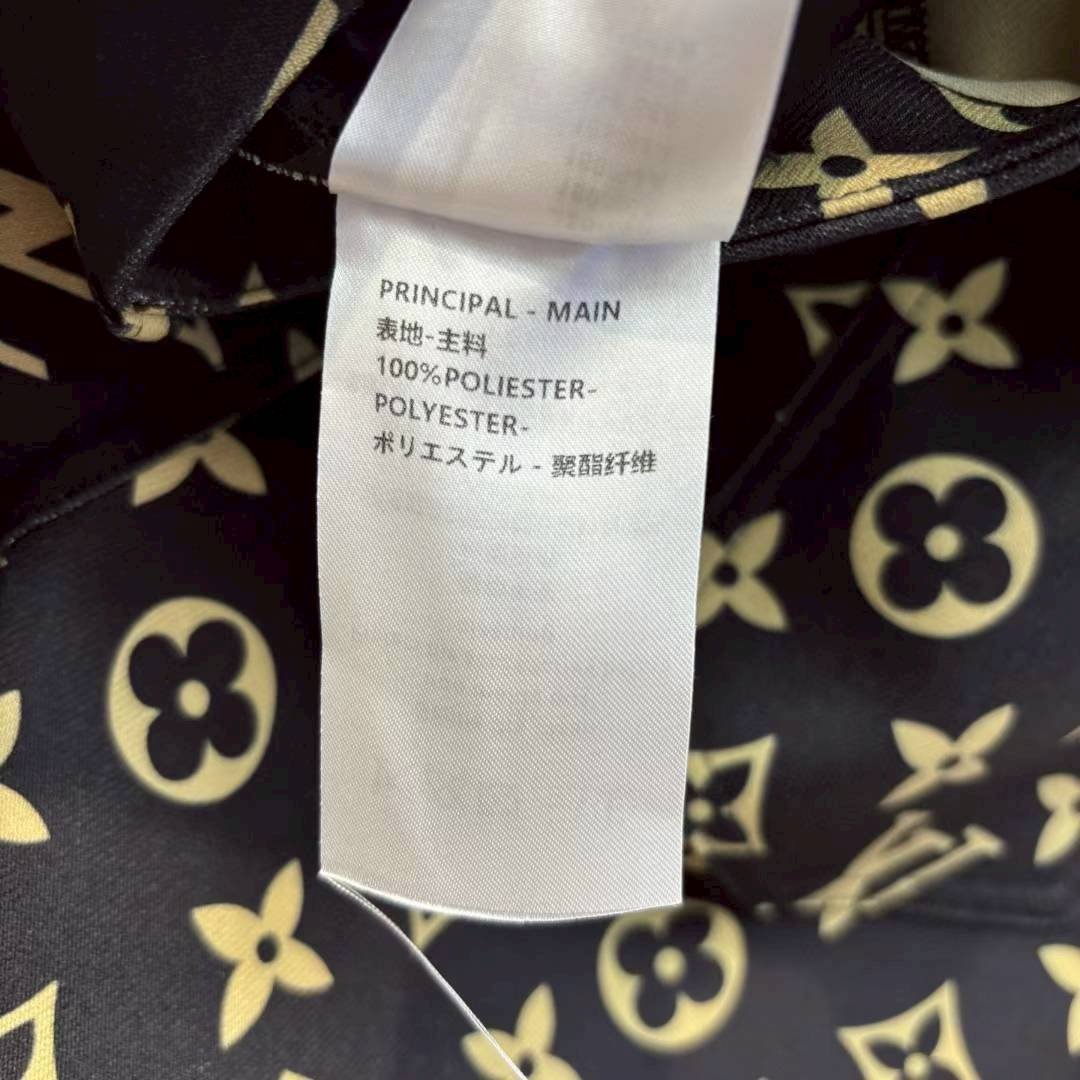 PRINCIPAL - MAIN
表地-主料
100%POLIESTER-
POLYESTER-
ポリエステル - 聚酯纤维